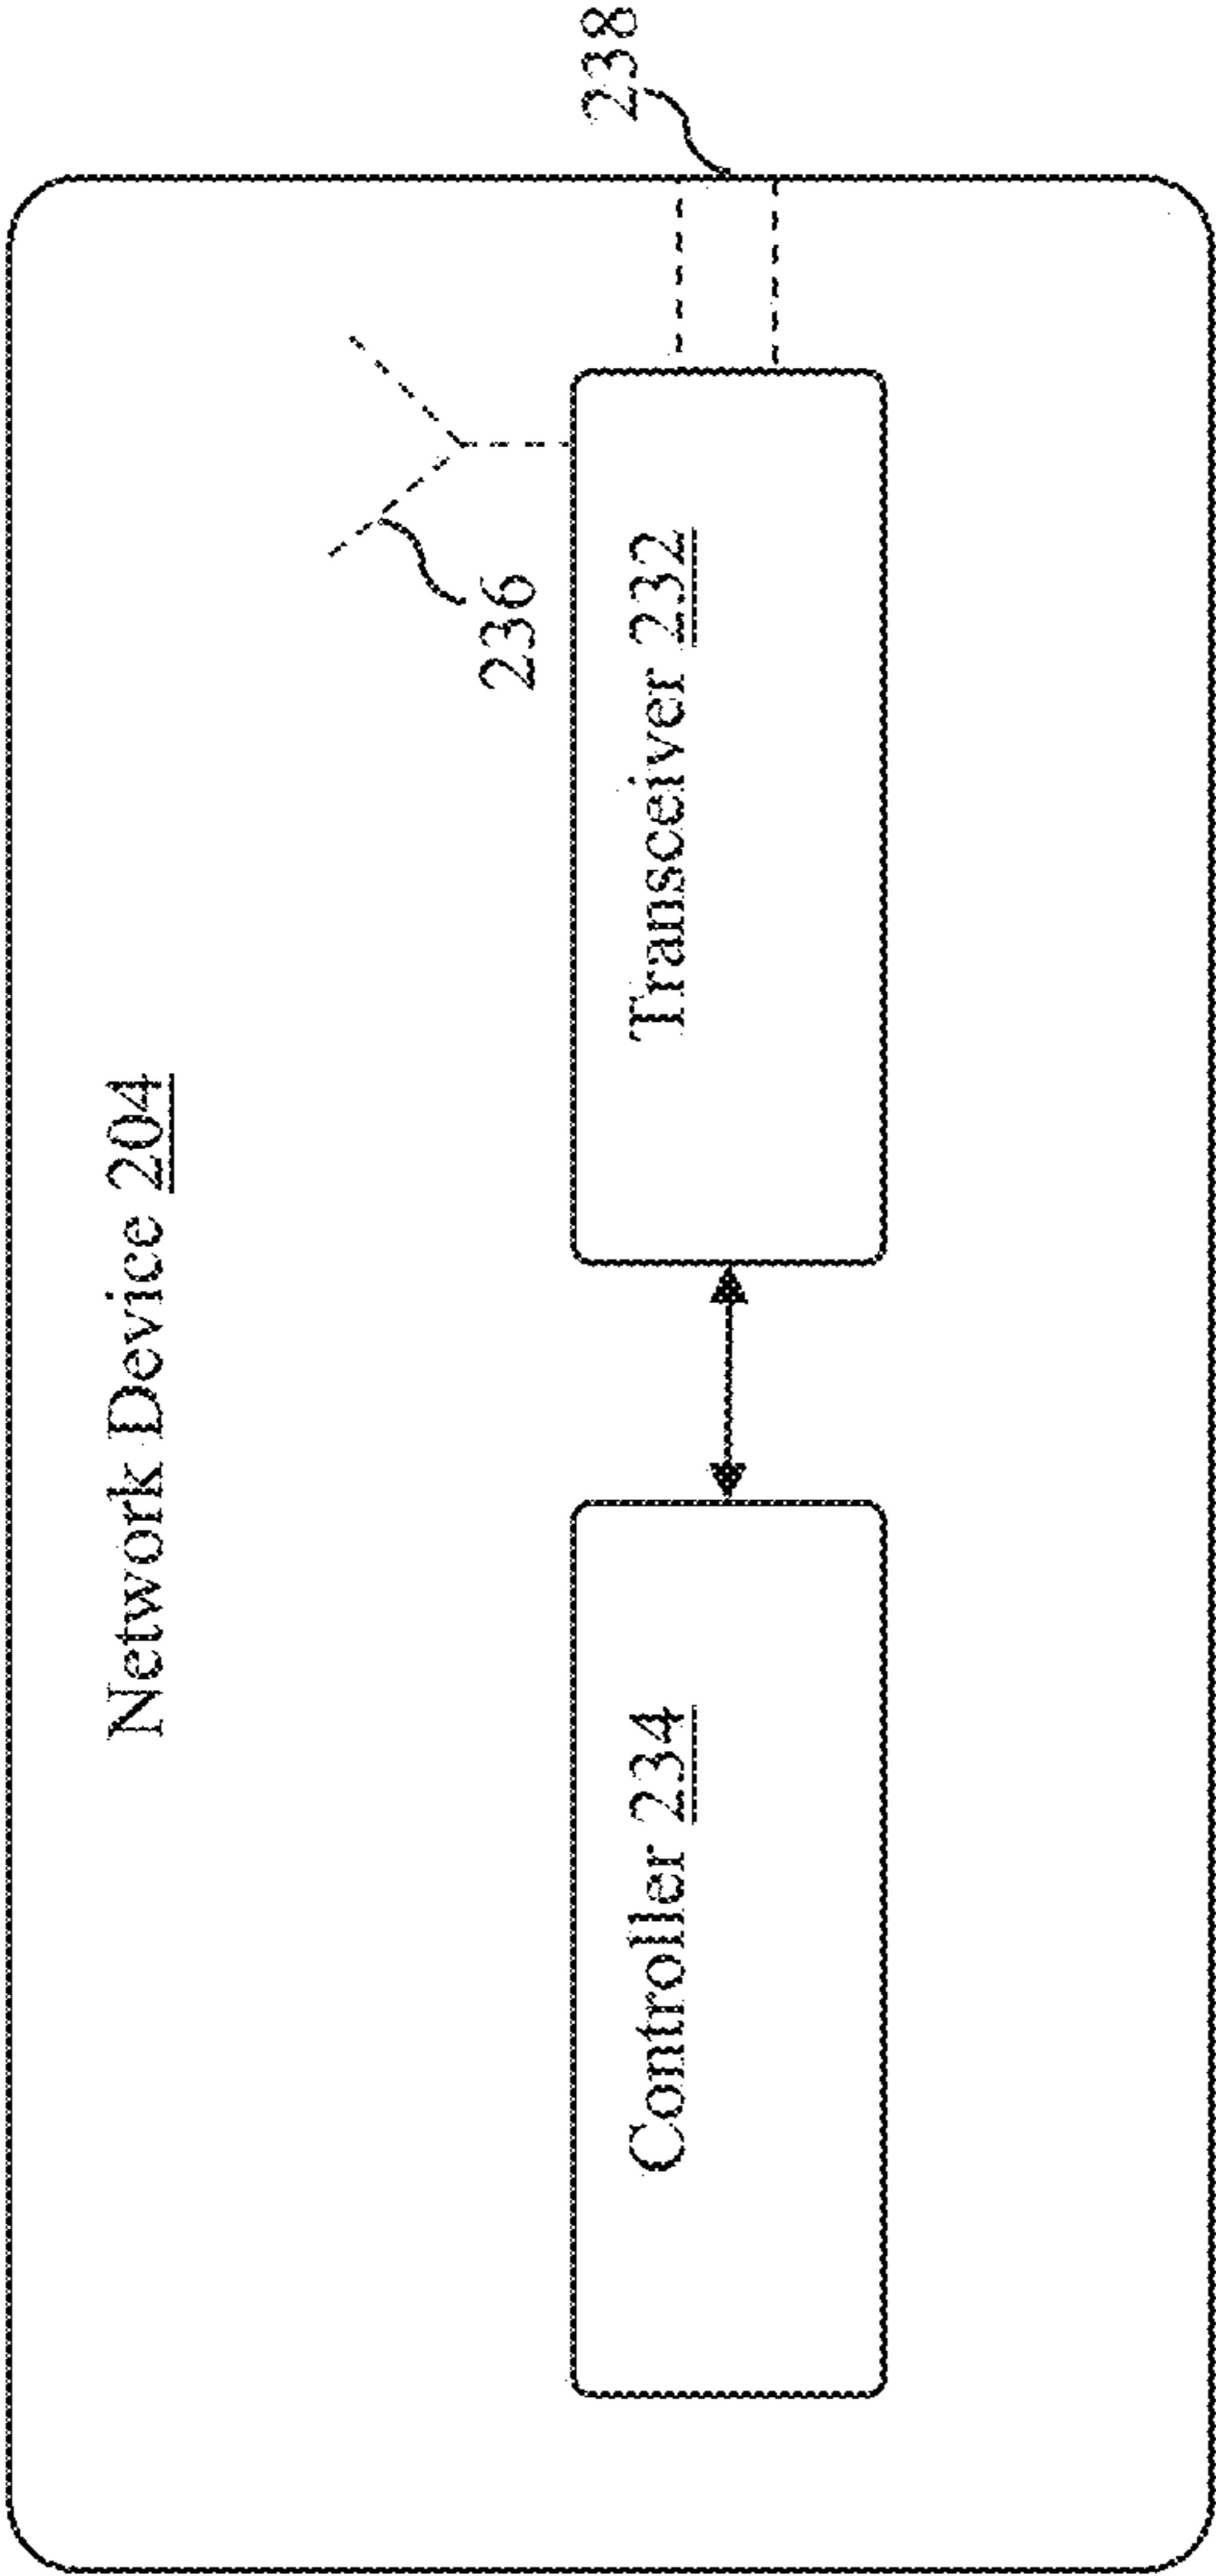 Network Device 204
236
238
Controller 234
Transceiver 232